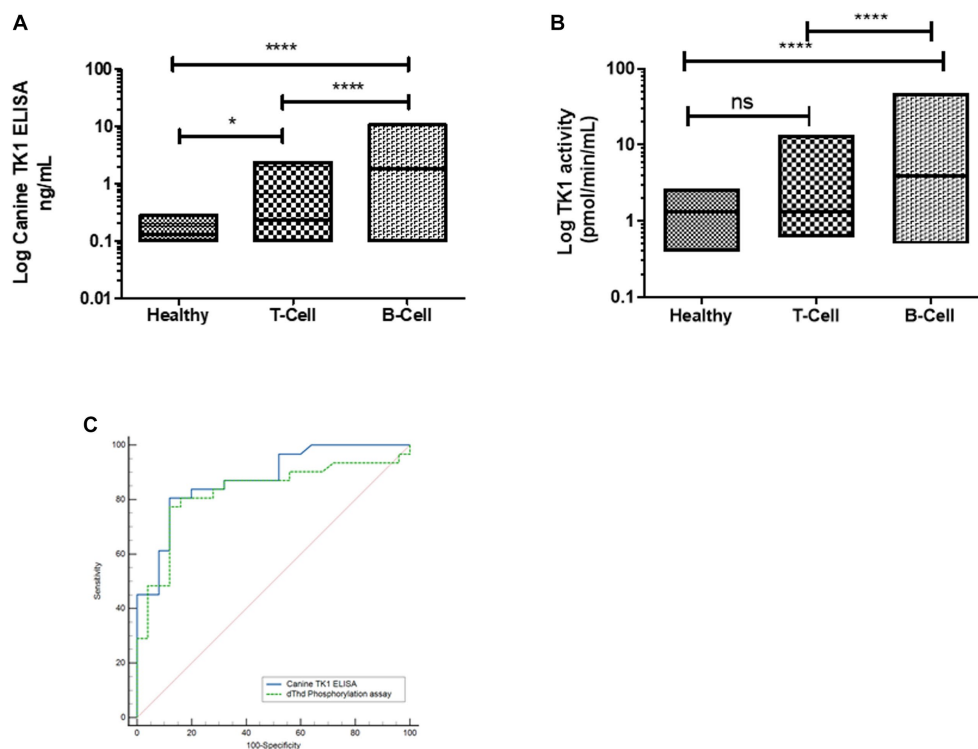 A
****
****
*
100
10
1
0.1
0.01
Log Canine TK1 ELISA
ng/mL
Healthy T-Cell B-Cell
B
****
****
ns
100
10
1
0.1
Log TK1 activity
(pmol/min/mL)
Healthy T-Cell B-Cell
C
100
80
60
40
20
0
Sensitivity
Canine TK1 ELISA
dThd Phosphorylation assay
0 20 40 60 80 100
100-Specificity